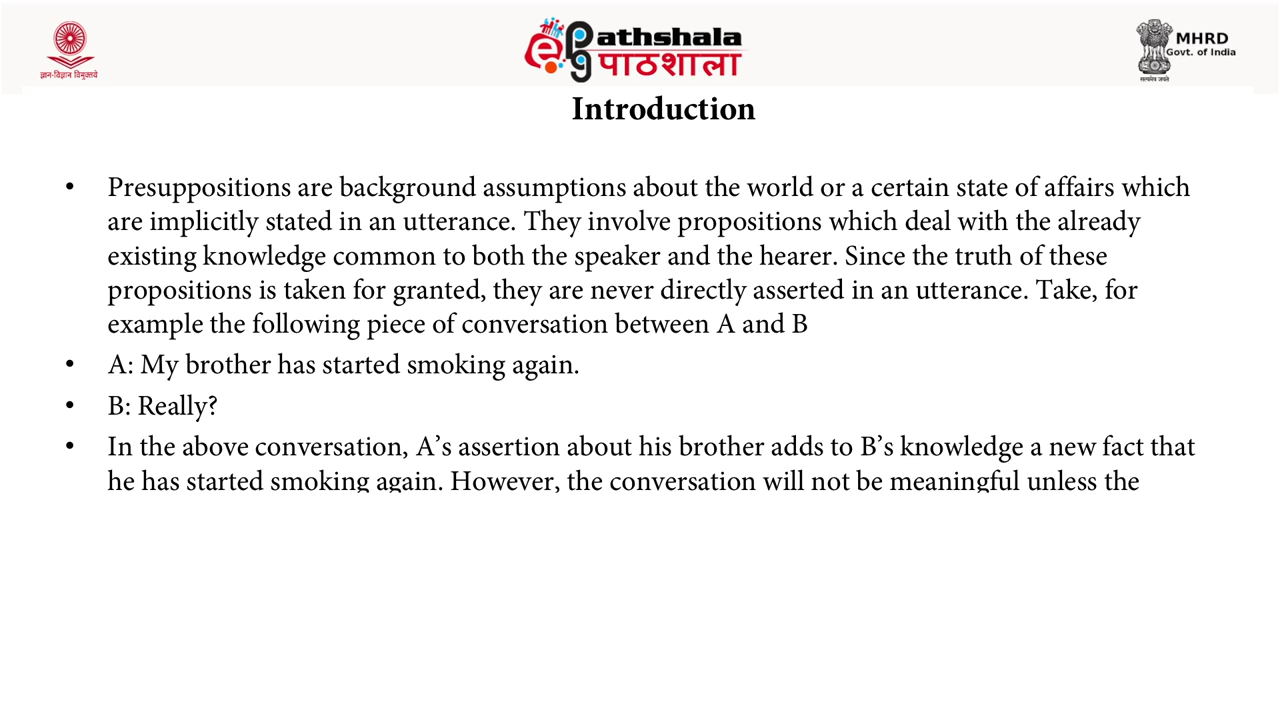 ज्ञान-विज्ञान विमुक्तये
e pg athshala
पाठशाला
MHRD
Govt. of India
सत्यमेव जयते
Introduction
• Presuppositions are background assumptions about the world or a certain state of affairs which
are implicitly stated in an utterance. They involve propositions which deal with the already
existing knowledge common to both the speaker and the hearer. Since the truth of these
propositions is taken for granted, they are never directly asserted in an utterance. Take, for
example the following piece of conversation between A and B
• A: My brother has started smoking again.
• B: Really?
• In the above conversation, A’s assertion about his brother adds to B’s knowledge a new fact that
he has started smoking again. However, the conversation will not be meaningful unless the